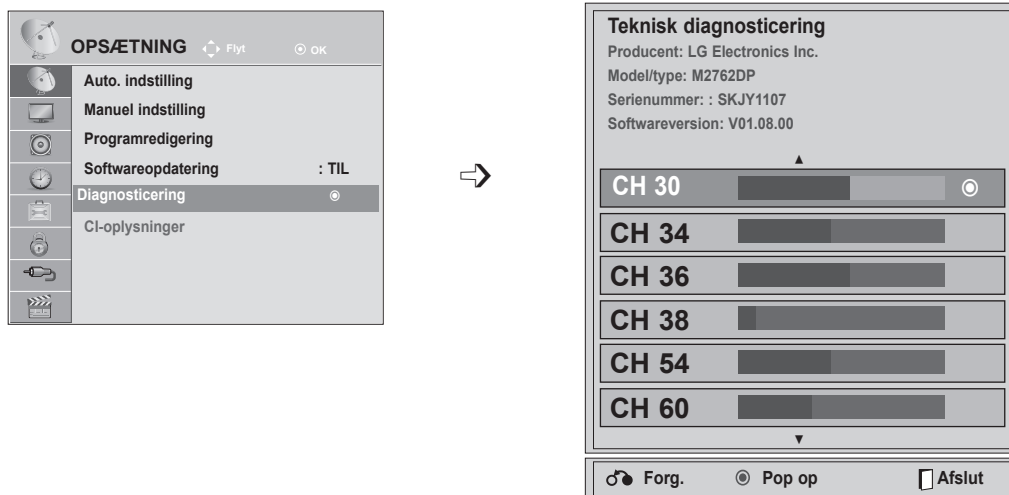 OPSÆTNING Flyt OK
Auto. indstilling
Manuel indstilling
Programredigering
Softwareopdatering : TIL
Diagnosticering
CI-oplysninger
Teknisk diagnosticering
Producent: LG Electronics Inc.
Model/type: M2762DP
Serienummer: : SKJY1107
Softwareversion: V01.08.00
CH 30
CH 34
CH 36
CH 38
CH 54
CH 60
Forg. Pop op Afslut